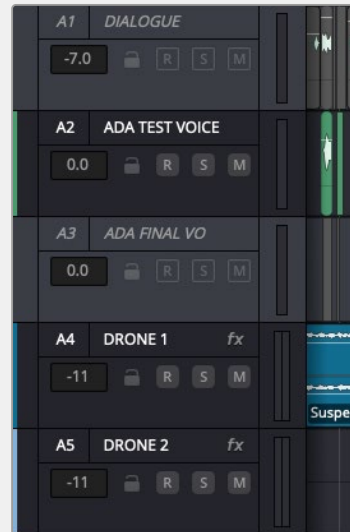 A1 DIALOGUE
-7.0 R S M
A2 ADA TEST VOICE
0.0 R S M
A3 ADA FINAL VO
0.0 R S M
A4 DRONE 1 fx
-11 R S M
Suspe
A5 DRONE 2 fx
-11 R S M